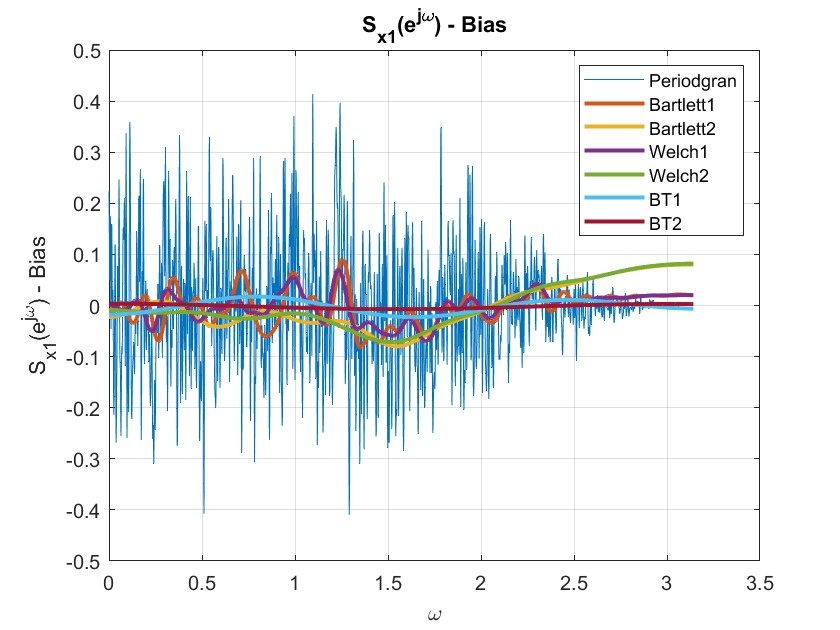 S_x1(e^jω) - Bias
0.5
0.4
0.3
0.2
0.1
0
-0.1
-0.2
-0.3
-0.4
-0.5
S_x1(e^jω) - Bias
Periodgran
Bartlett1
Bartlett2
Welch1
Welch2
BT1
BT2
0 0.5 1 1.5 2 2.5 3 3.5
ω